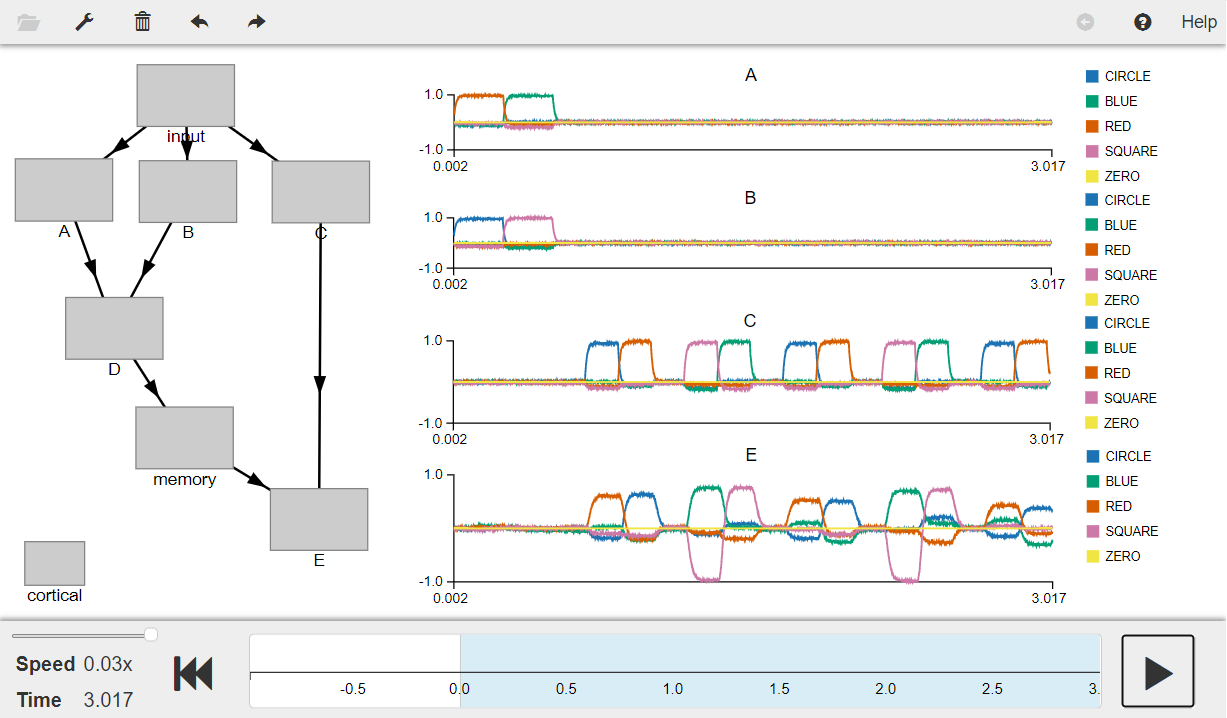 Help
input
A
B
C
D
memory
E
cortical
A
1.0
-1.0
0.002
3.017
B
1.0
-1.0
0.002
3.017
C
1.0
-1.0
0.002
3.017
E
1.0
-1.0
0.002
3.017
CIRCLE
BLUE
RED
SQUARE
ZERO
CIRCLE
BLUE
RED
SQUARE
ZERO
CIRCLE
BLUE
RED
SQUARE
ZERO
CIRCLE
BLUE
RED
SQUARE
ZERO
Speed 0.03x
Time 3.017
-0.5 0.0 0.5 1.0 1.5 2.0 2.5 3.